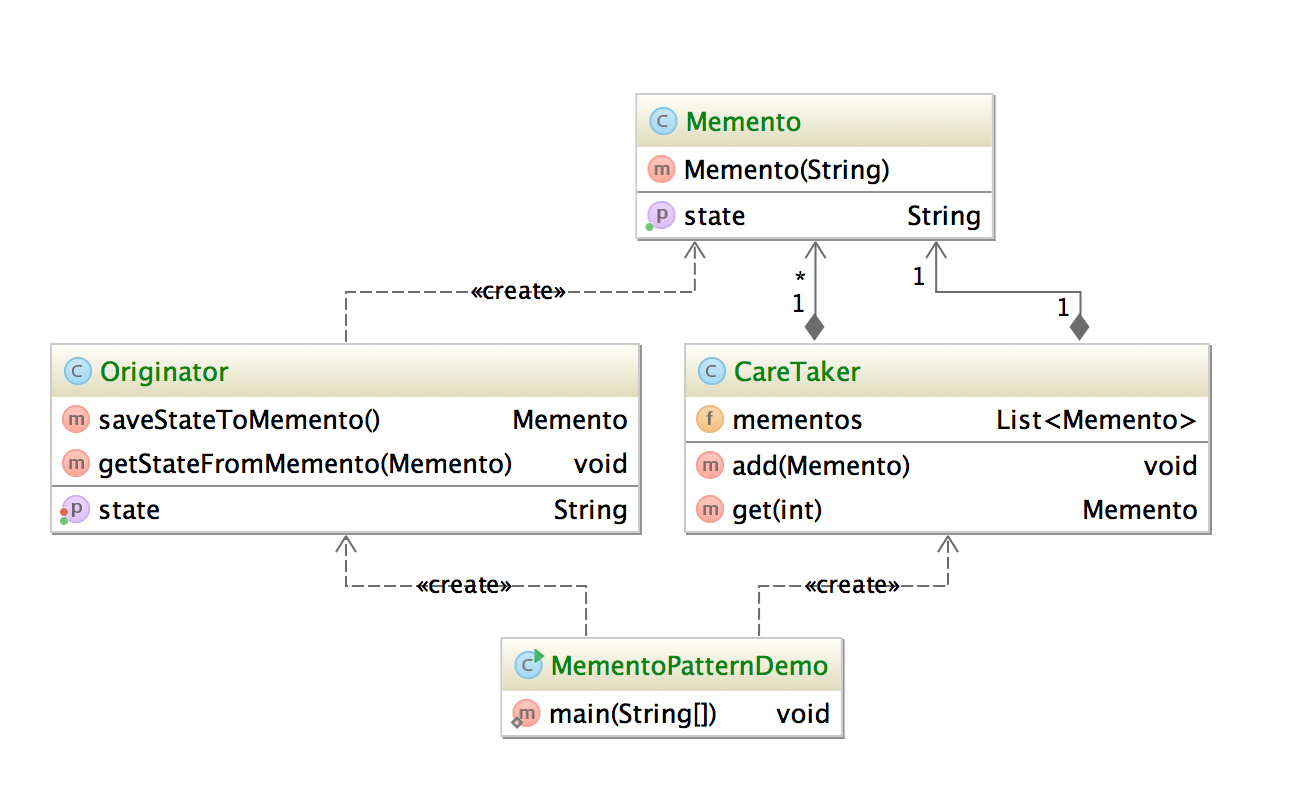 C Memento
m Memento(String)
p state String
«create»
*
1
1
1
C Originator
m saveStateToMemento() Memento
m getStateFromMemento(Memento) void
p state String
C CareTaker
f mementos List<Memento>
m add(Memento) void
m get(int) Memento
«create»
«create»
C MementoPatternDemo
m main(String[]) void